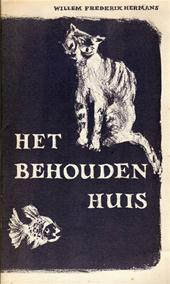 WILLEM FREDERIK HERMANS
HET
BEHOUDEN
HUIS